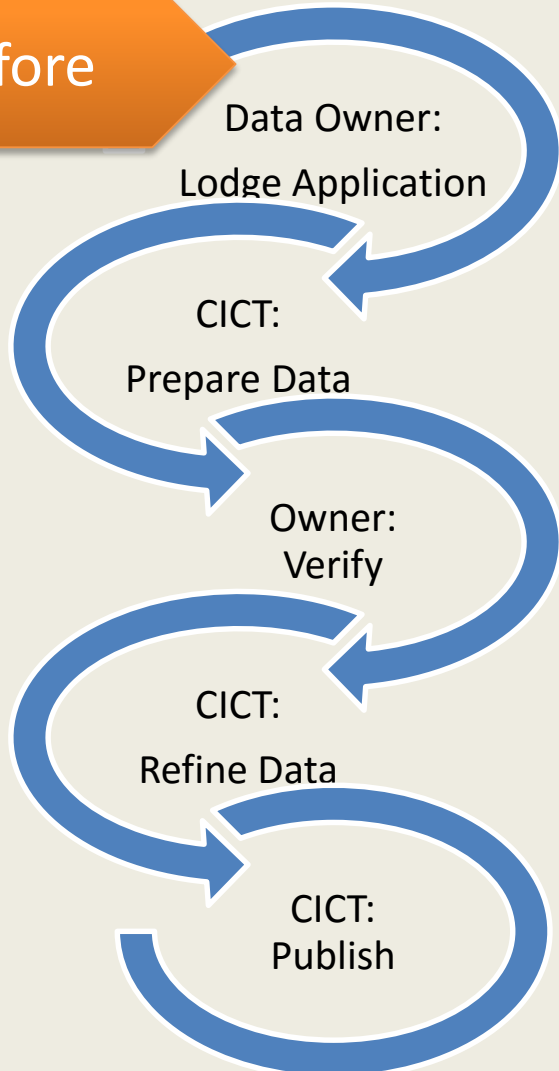 fore
Data Owner:
Lodge Application
CICT:
Prepare Data
Owner:
Verify
CICT:
Refine Data
CICT:
Publish